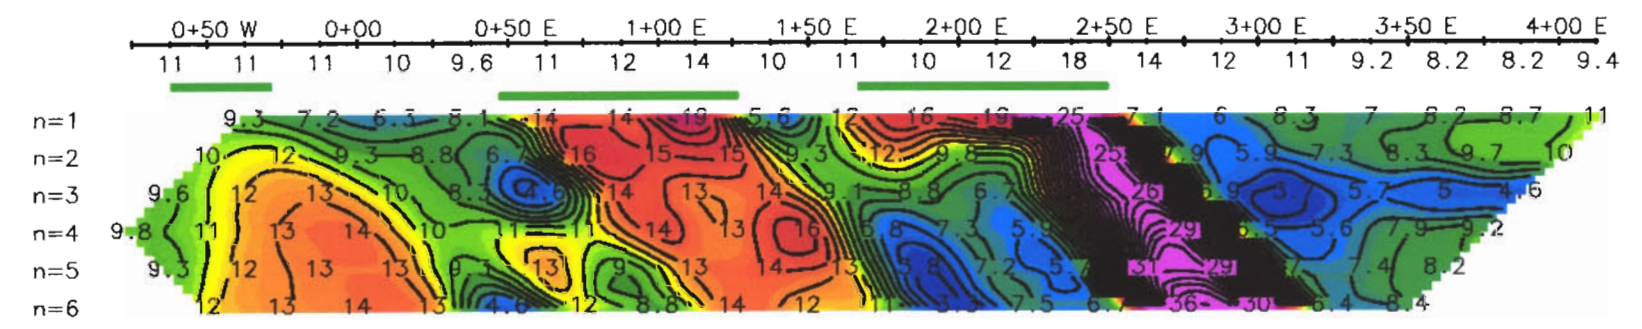 0+50 W 0+00 0+50 E 1+00 E 1+50 E 2+00 E 2+50 E 3+00 E 3+50 E 4+00 E
11 11 11 10 9.6 11 12 14 10 11 10 12 18 14 12 11 9.2 8.2 8.2 9.4
n=1 9.3 7.2 6.3 8.1 14 14 19 5.8 12 16 19 25 7.1 6 8.3 7 8.2 8.7 11
n=2 10 12 9.3 8.8 16 15 15 9.3 12 9.8 25 5.9 7.3 8.3 9.7 10
n=3 9.6 12 13 10 8.3 4.6 14 13 14 9.1 8.8 6.7 26 3.1 5.7 5 4.6
n=4 9.8 11 13 14 10 11 11 14 13 16 6.8 7.3 5.9 29 6.5 5.6 7.9 9.2
n=5 9.3 12 13 13 9.3 13 9 13 14 13 3.8 7.2 5.7 31 29 7 7.4 8.2
n=6 12 13 14 13 4.6 12 8.8 14 12 11 3.3 7.5 6.7 36 30 6.4 8.4